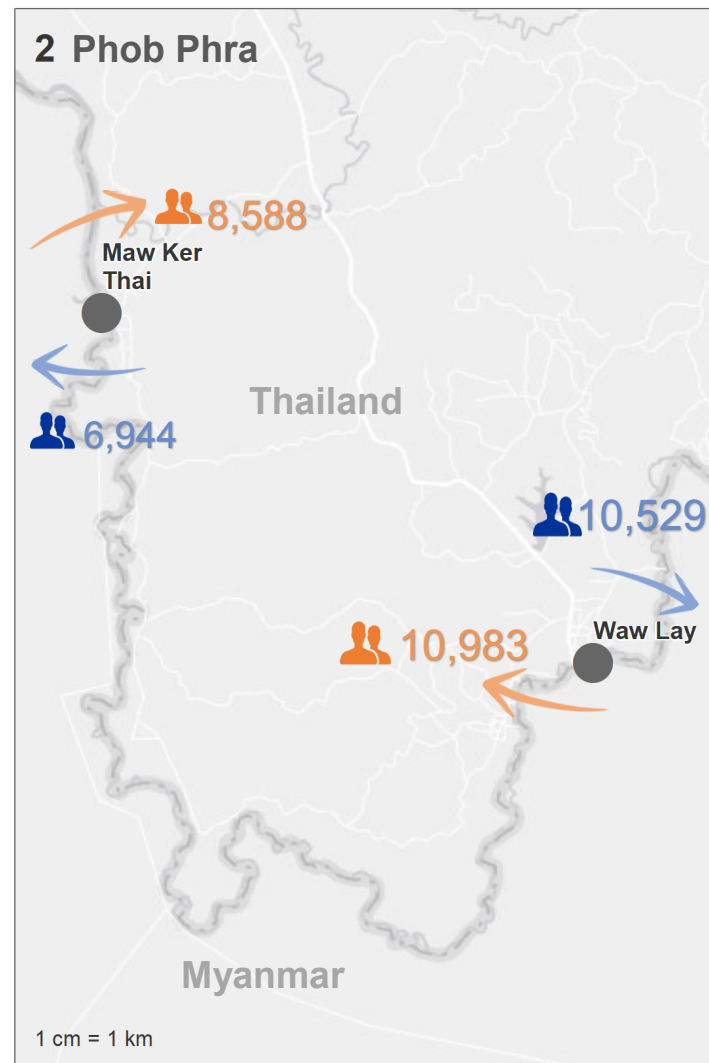 2 Phob Phra
8,588
Maw Ker
Thai
Thailand
6,944
10,529
Waw Lay
10,983
Myanmar
1 cm = 1 km